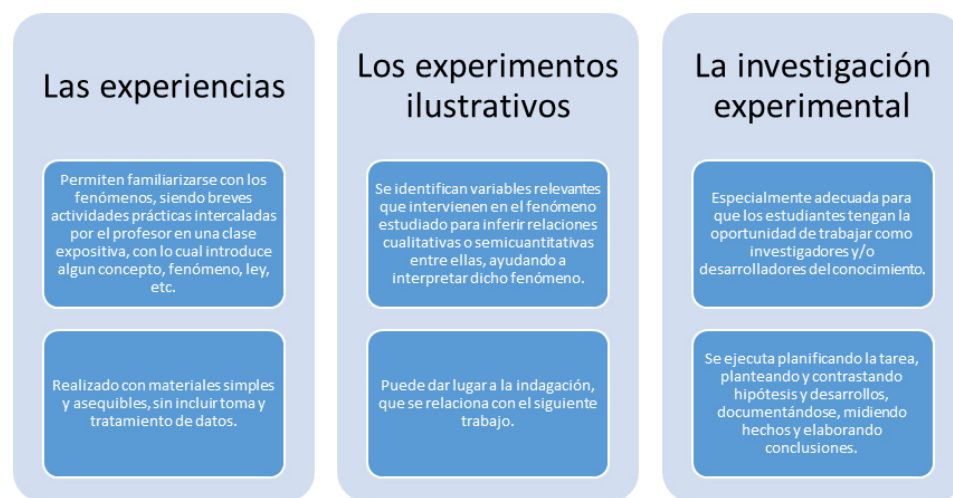 Las experiencias
Permiten familiarizarse con los
fenómenos, siendo breves
actividades prácticas intercaladas
por el profesor en una clase
expositiva, con lo cual introduce
algun concepto, fenómeno, ley,
etc.
Realizado con materiales simples
y asequibles, sin incluir toma y
tratamiento de datos.
Los experimentos
ilustrativos
Se identifican variables relevantes
que intervienen en el fenómeno
estudiado para inferir relaciones
cualitativas o semicuantitativas
entre ellas, ayudando a
interpretar dicho fenómeno.
Puede dar lugar a la indagación,
que se relaciona con el siguiente
trabajo.
La investigación
experimental
Especialmente adecuada para
que los estudiantes tengan la
oportunidad de trabajar como
investigadores y/o
desarrolladores del conocimiento.
Se ejecuta planificando la tarea,
planteando y contrastando
hipótesis y desarrollos,
documentándose, midiendo
hechos y elaborando
conclusiones.